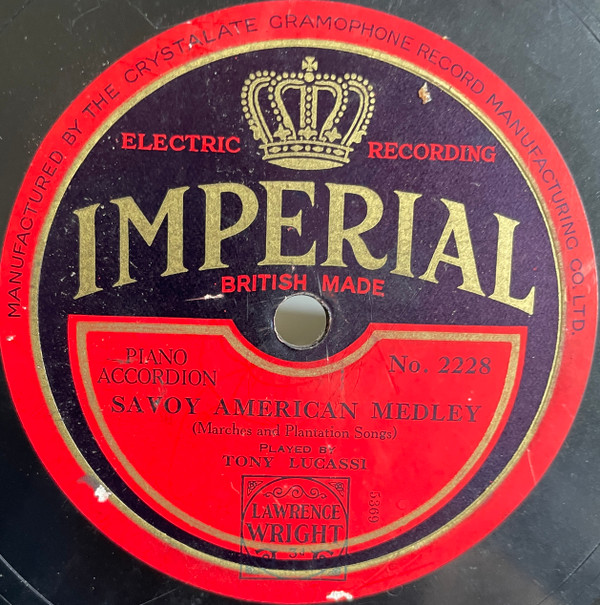 MANUFACTURED BY THE CRYSTALATE GRAMOPHONE RECORD MANUFACTURING CO. LTD.
ELECTRIC RECORDING
IMPERIAL
BRITISH MADE
PIANO
ACCORDION
No. 2228
SAVOY AMERICAN MEDLEY
(Marches and Plantation Songs)
PLAYED BY
TONY LUCASSI
LAWRENCE
WRIGHT
5369